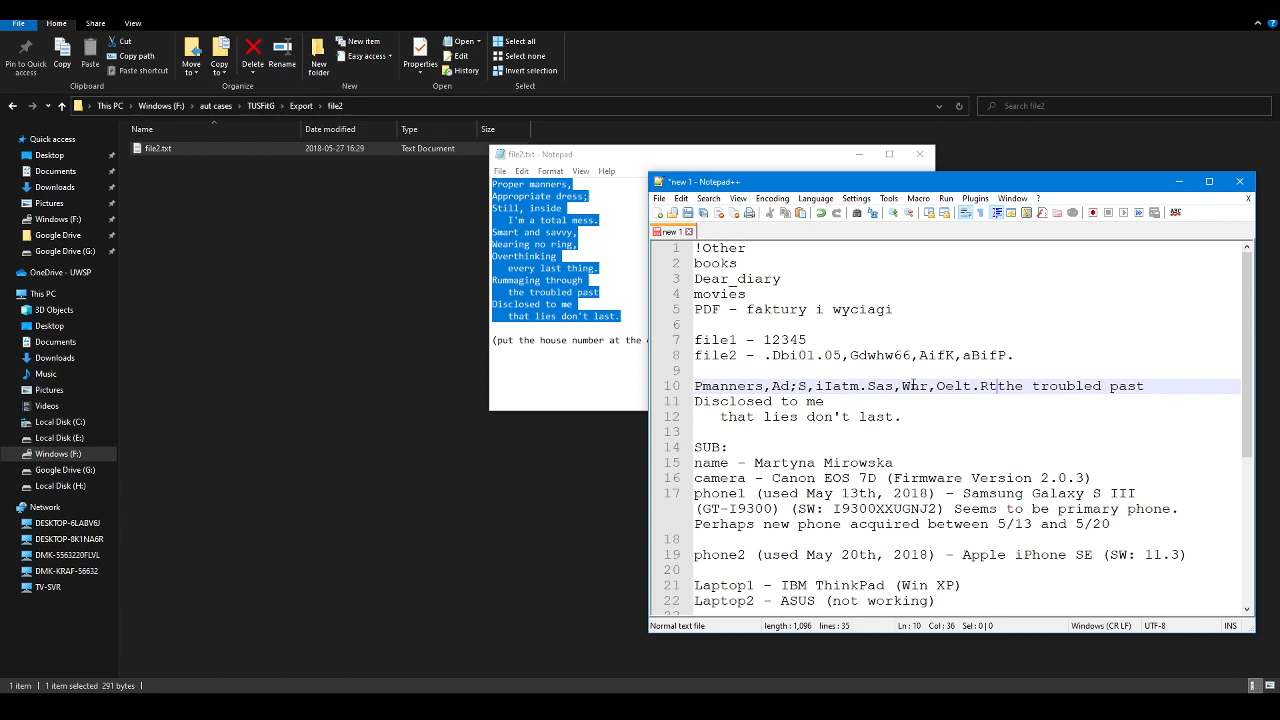 File Home Share View
Pin to Quick access
Copy
Paste
Cut
Copy path
Paste shortcut
Clipboard
Move to
Copy to
Delete
Rename
Organize
New folder
New item
Easy access
New
Properties
Open
Edit
History
Open
Select all
Select none
Invert selection
Select
This PC Windows (F:) aut cases TUSFitG Export file2
Search file2
Name Date modified Type Size
file2.txt 2018-05-27 16:29 Text Document
Quick access
Desktop
Documents
Downloads
Pictures
Windows (F:)
Google Drive
Google Drive (G:)
OneDrive - UWSP
This PC
3D Objects
Desktop
Documents
Downloads
Music
Pictures
Videos
Local Disk (C:)
Local Disk (E:)
Windows (F:)
Google Drive (G:)
Local Disk (H:)
Network
DESKTOP-6LABV6J
DESKTOP-8K1NA6R
DMK-5563220FLVL
DMK-KRAF-56632
TV-SVR
1 item 1 item selected 291 bytes
file2.txt - Notepad
File Edit Format View Help
Proper manners,
Appropriate dress;
Still, inside
I'm a total mess.
Smart and savvy,
Wearing no ring,
Overthinking
every last thing.
Rummaging through
the troubled past
Disclosed to me
that lies don't last.
(put the house number at the
*new 1 - Notepad++
File Edit Search View Encoding Language Settings Tools Macro Run Plugins Window ? X
new 1
1 !Other
2 books
3 Dear_diary
4 movies
5 PDF - faktury i wyciagi
6
7 file1 - 12345
8 file2 - .Dbi01.05,Gdwhw66,AifK,aBifP.
9
10 Pmanners,Ad;S,iIatm.Sas,Wnr,Oelt.Rtthe troubled past
11 Disclosed to me
12 that lies don't last.
13
14 SUB:
15 name - Martyna Mirowska
16 camera - Canon EOS 7D (Firmware Version 2.0.3)
17 phone1 (used May 13th, 2018) - Samsung Galaxy S III
(GT-I9300) (SW: I9300XXUGNJ2) Seems to be primary phone.
Perhaps new phone acquired between 5/13 and 5/20
18
19 phone2 (used May 20th, 2018) - Apple iPhone SE (SW: 11.3)
20
21 Laptop1 - IBM ThinkPad (Win XP)
22 Laptop2 - ASUS (not working)
Normal text file length : 1,096 lines : 35 Ln : 10 Col : 36 Sel : 0 | 0 Windows (CR LF) UTF-8 INS